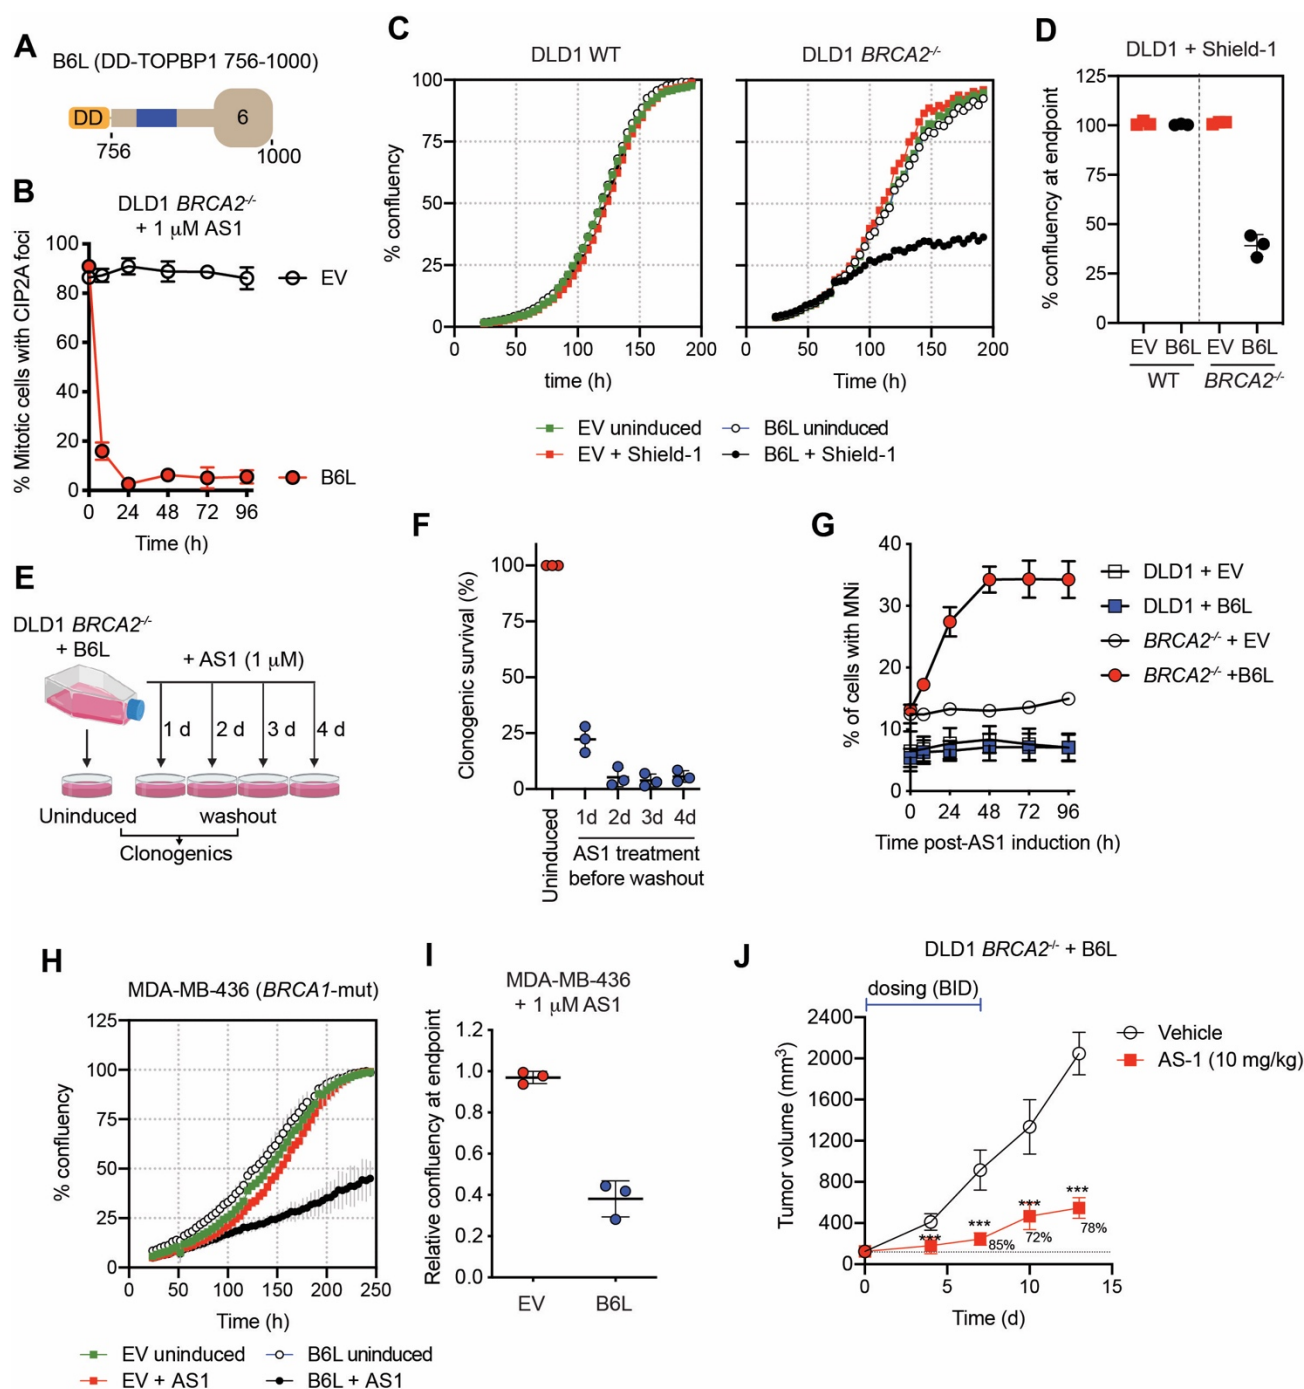 A
B6L (DD-TOPBP1 756-1000)
DD
6
756
1000
B
DLD1 BRCA2-/-
+ 1 μM AS1
% Mitotic cells with CIP2A foci
100
80
60
40
20
0
0 24 48 72 96
Time (h)
EV
B6L
C
DLD1 WT
DLD1 BRCA2-/-
% confluency
100
75
50
25
0
0 50 100 150 200
time (h)
0 50 100 150 200
Time (h)
EV uninduced
B6L uninduced
EV + Shield-1
B6L + Shield-1
D
DLD1 + Shield-1
% confluency at endpoint
125
100
75
50
25
0
EV B6L EV B6L
WT BRCA2-/-
E
DLD1 BRCA2-/-
+ B6L
+ AS1 (1 μM)
1 d 2 d 3 d 4 d
Uninduced washout
Clonogenics
F
Clonogenic survival (%)
100
75
50
25
0
Uninduced
1d 2d 3d 4d
AS1 treatment
before washout
G
% of cells with MNi
40
30
20
10
0
0 24 48 72 96
Time post-AS1 induction (h)
DLD1 + EV
DLD1 + B6L
BRCA2-/- + EV
BRCA2-/- +B6L
H
MDA-MB-436 (BRCA1-mut)
% confluency
125
100
75
50
25
0
0 50 100 150 200 250
Time (h)
EV uninduced
B6L uninduced
EV + AS1
B6L + AS1
I
MDA-MB-436
+ 1 μM AS1
Relative confluency at endpoint
1.2
1.0
0.8
0.6
0.4
0.2
0.0
EV B6L
J
DLD1 BRCA2-/- + B6L
dosing (BID)
Tumor volume (mm3)
2400
2000
1600
1200
800
400
0
0 5 10 15
Time (d)
*** *** *** ***
85% 72% 78%
Vehicle
AS-1 (10 mg/kg)